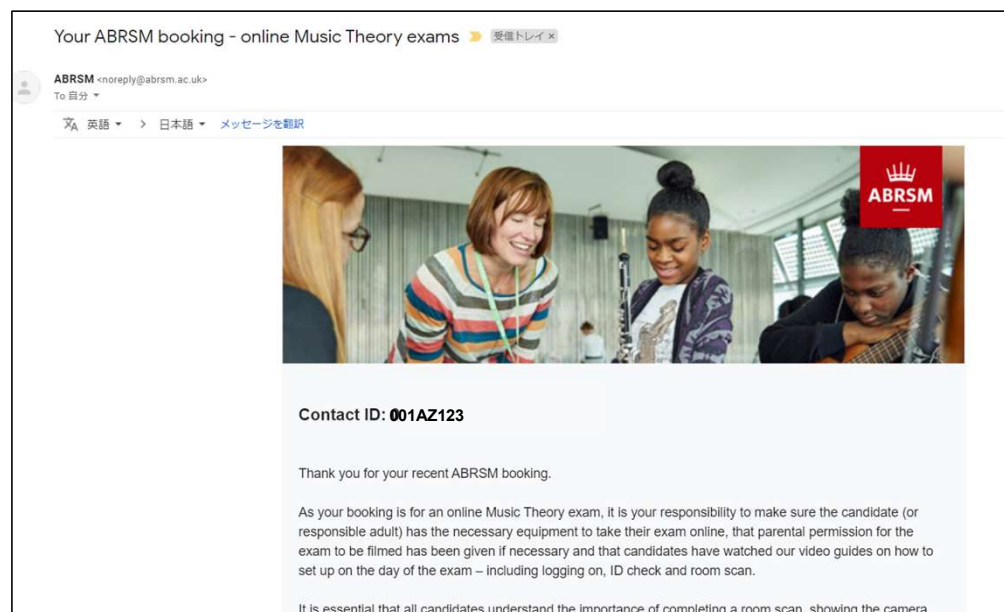 Your ABRSM booking - online Music Theory exams 受信トレイ ×
ABRSM <noreply@abrsm.ac.uk>
To 自分
英語 > 日本語 メッセージを翻訳
ABRSM
Contact ID: 001AZ123
Thank you for your recent ABRSM booking.
As your booking is for an online Music Theory exam, it is your responsibility to make sure the candidate (or
responsible adult) has the necessary equipment to take their exam online, that parental permission for the
exam to be filmed has been given if necessary and that candidates have watched our video guides on how to
set up on the day of the exam – including logging on, ID check and room scan.
It is essential that all candidates understand the importance of completing a room scan, showing the camera